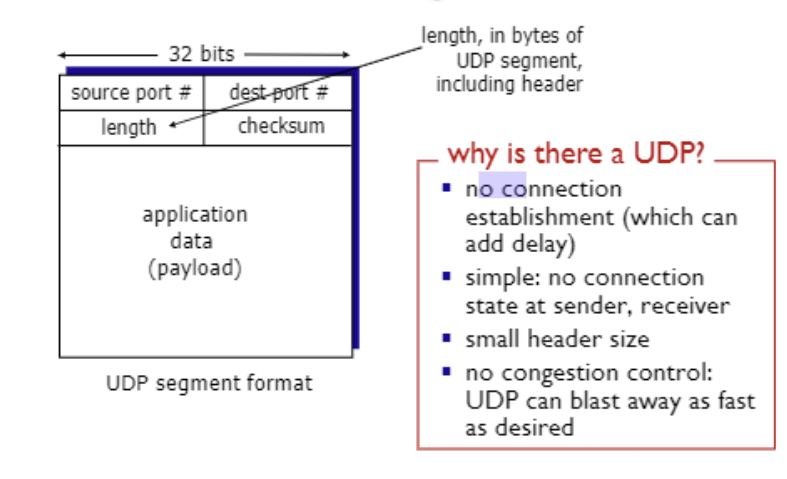 32 bits
source port #
dest port #
length
checksum
application
data
(payload)
UDP segment format
length, in bytes of
UDP segment,
including header
why is there a UDP?
no connection
establishment (which can
add delay)
simple: no connection
state at sender, receiver
small header size
no congestion control:
UDP can blast away as fast
as desired